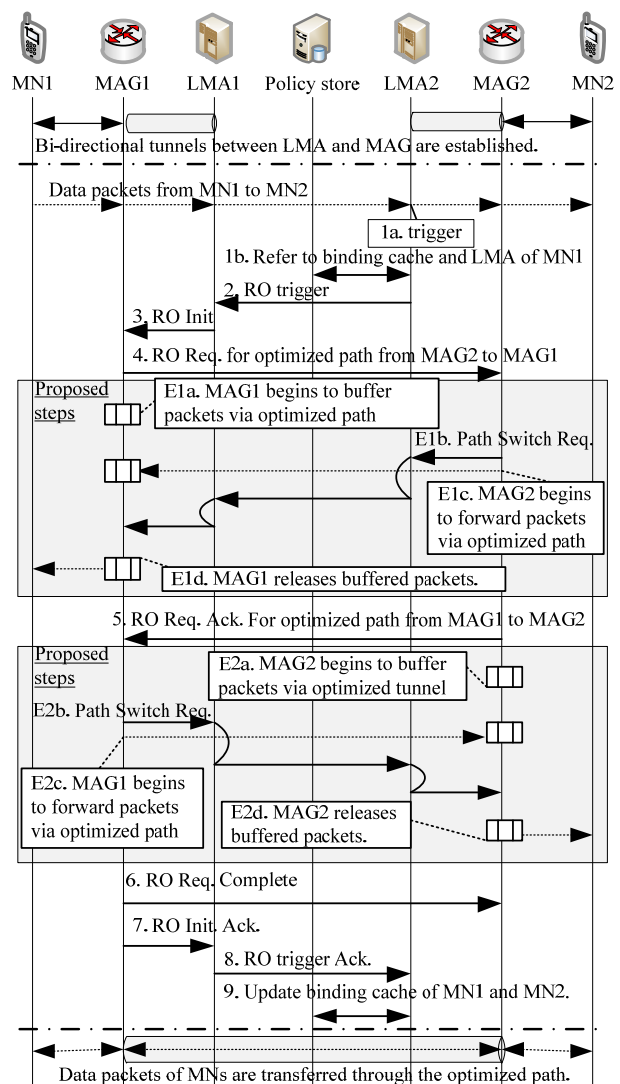 MN1 MAG1 LMA1 Policy store LMA2 MAG2 MN2
Bi-directional tunnels between LMA and MAG are established.
Data packets from MN1 to MN2
1a. trigger
1b. Refer to binding cache and LMA of MN1
2. RO trigger
3. RO Init
4. RO Req. for optimized path from MAG2 to MAG1
Proposed
steps
E1a. MAG1 begins to buffer
packets via optimized path
E1b. Path Switch Req.
E1c. MAG2 begins
to forward packets
via optimized path
E1d. MAG1 releases buffered packets.
5. RO Req. Ack. For optimized path from MAG1 to MAG2
Proposed
steps
E2a. MAG2 begins to buffer
packets via optimized tunnel
E2b. Path Switch Req.
E2c. MAG1 begins
to forward packets
via optimized path
E2d. MAG2 releases
buffered packets.
6. RO Req. Complete
7. RO Init. Ack.
8. RO trigger Ack.
9. Update binding cache of MN1 and MN2.
Data packets of MNs are transferred through the optimized path.